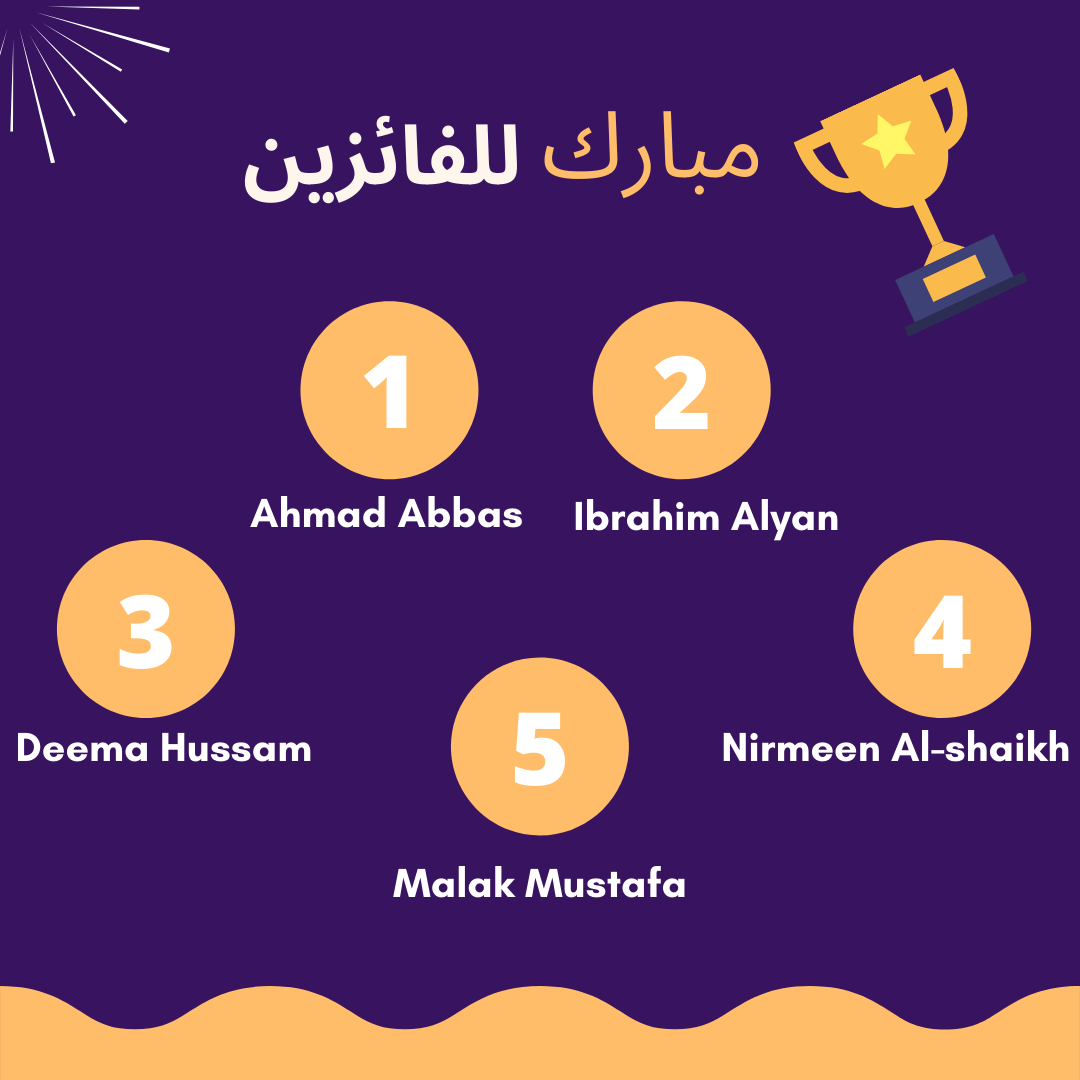 مبارك للفائزين
1
Ahmad Abbas
2
Ibrahim Alyan
3
Deema Hussam
4
Nirmeen Al-shaikh
5
Malak Mustafa